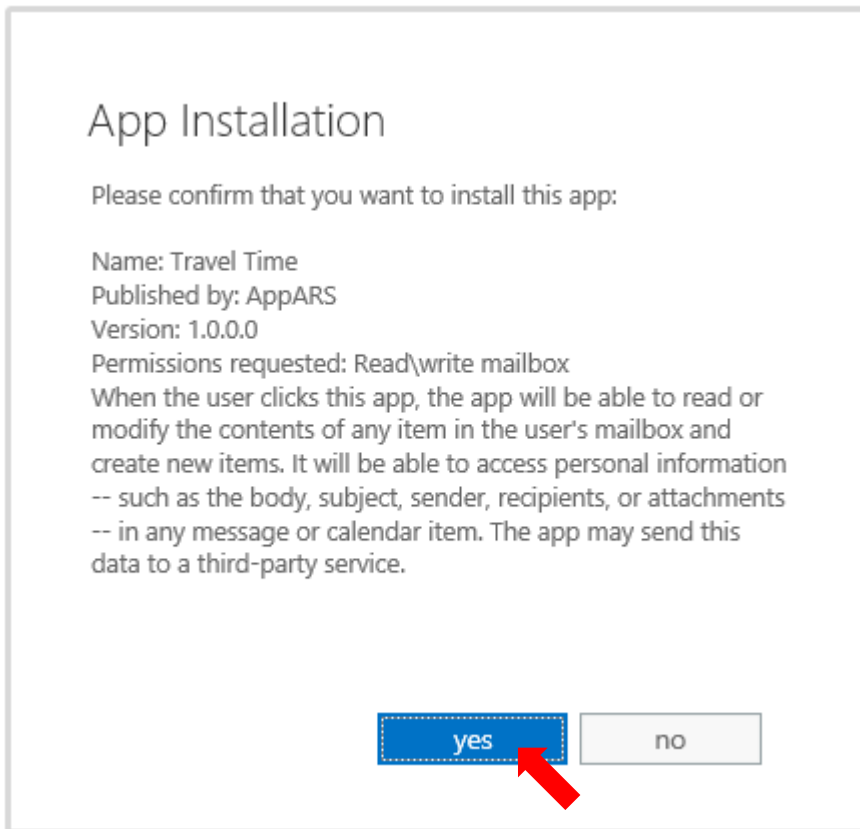 App Installation
Please confirm that you want to install this app:
Name: Travel Time
Published by: AppARS
Version: 1.0.0.0
Permissions requested: Read\write mailbox
When the user clicks this app, the app will be able to read or
modify the contents of any item in the user's mailbox and
create new items. It will be able to access personal information
-- such as the body, subject, sender, recipients, or attachments
-- in any message or calendar item. The app may send this
data to a third-party service.
yes no